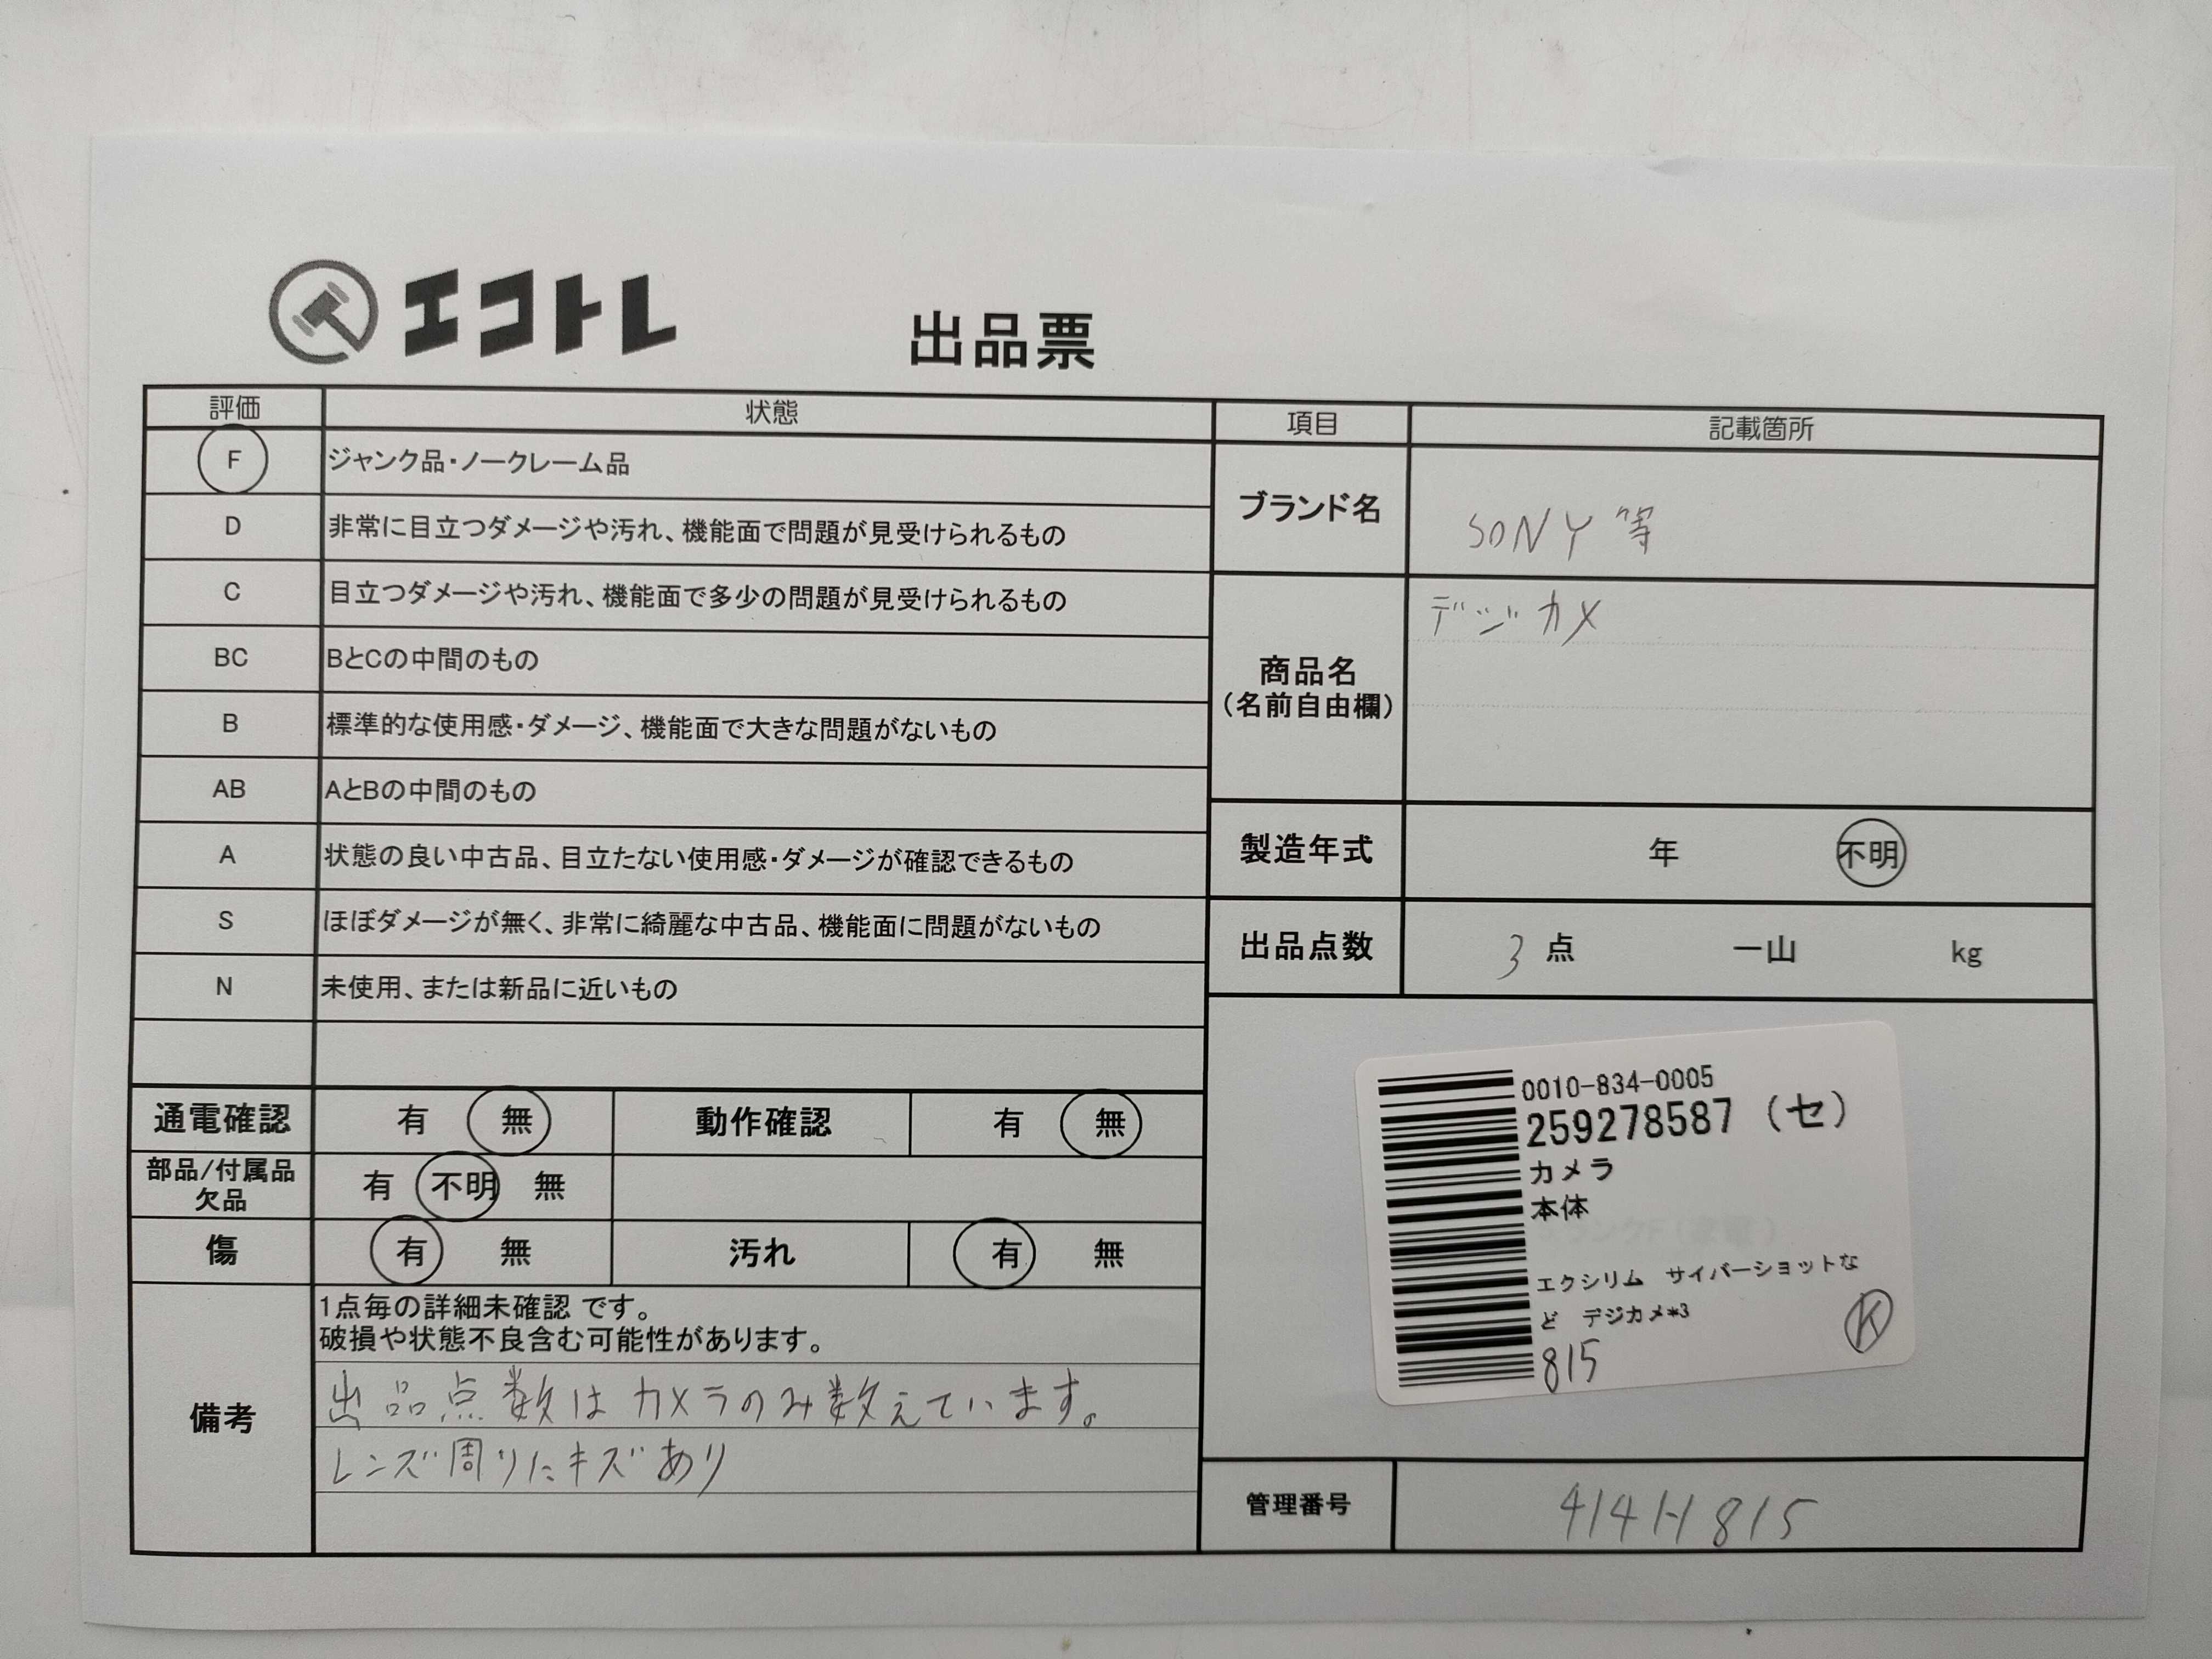 エコトレ
出品票
評価 状態
F ジャンク品・ノークレーム品
D 非常に目立つダメージや汚れ、機能面で問題が見受けられるもの
C 目立つダメージや汚れ、機能面で多少の問題が見受けられるもの
BC BとCの中間のもの
B 標準的な使用感・ダメージ、機能面で大きな問題がないもの
AB AとBの中間のもの
A 状態の良い中古品、目立たない使用感・ダメージが確認できるもの
S ほぼダメージが無く、非常に綺麗な中古品、機能面に問題がないもの
N 未使用、または新品に近いもの
通電確認 有 無 動作確認 有 無
部品/付属品
欠品 有 不明 無
傷 有 無 汚れ 有 無
備考
1点毎の詳細未確認 です。
破損や状態不良含む可能性があります。
出品点数はカメラのみ数えています。
レンズ周りにキズあり
項目 記載箇所
ブランド名 SONY 等
商品名
(名前自由欄)
デジカメ
製造年式 年 不明
出品点数 3 点 一山 kg
0010-834-0005
259278587 (セ)
カメラ
本体
エクシリム サイバーショットな
ど デジカメ*3
815
K
管理番号 414H815